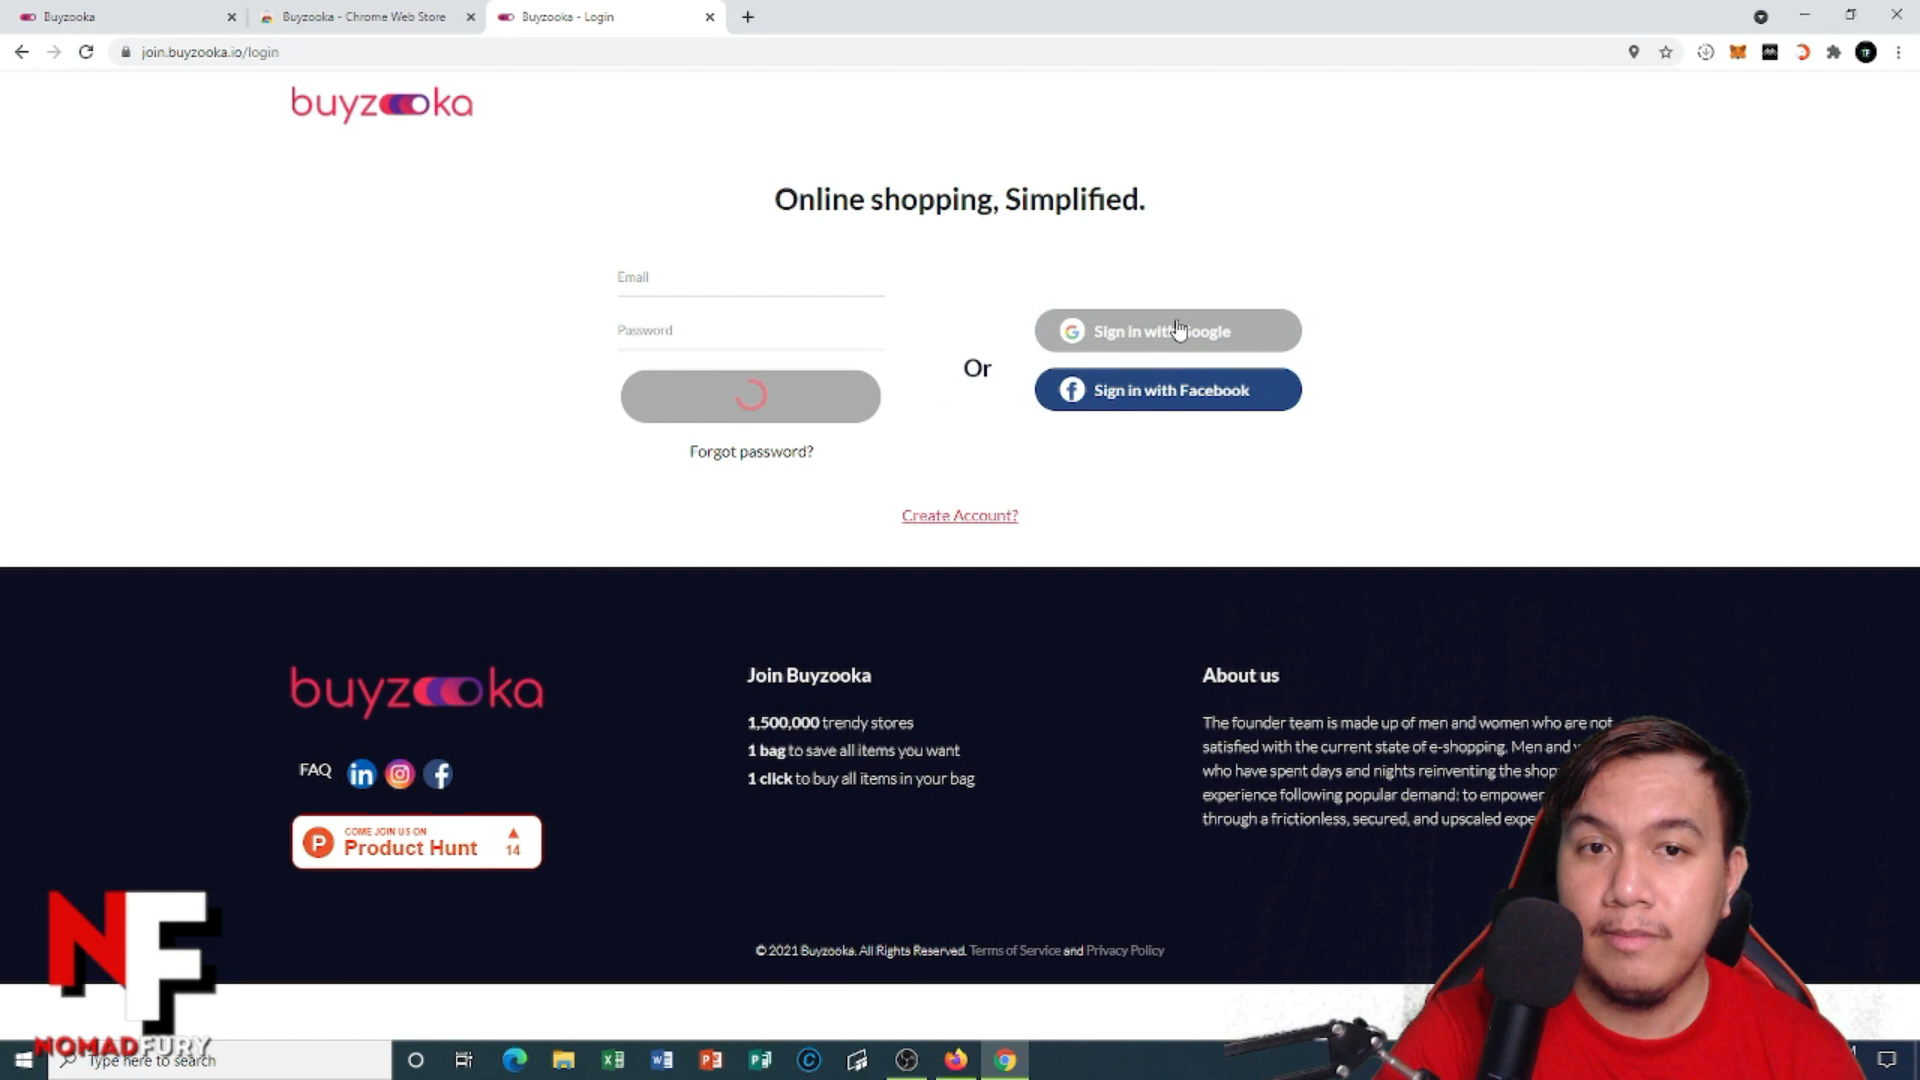 Buyzooka
Buyzooka - Chrome Web Store
Buyzooka - Login
join.buyzooka.io/login
buyzooka
Online shopping, Simplified.
Email
Password
Forgot password?
Or
Sign in with Google
Sign in with Facebook
Create Account?
buyzooka
FAQ
COME JOIN US ON
Product Hunt
14
Join Buyzooka
1,500,000 trendy stores
1 bag to save all items you want
1 click to buy all items in your bag
About us
The founder team is made up of men and women who are not
satisfied with the current state of e-shopping. Men and
who have spent days and nights reinventing the
experience following popular demand: to empower
through a frictionless, secured, and upscaled
© 2021 Buyzooka. All Rights Reserved. Terms of Service and Privacy Policy
NF
NOMADFURY
Type here to search